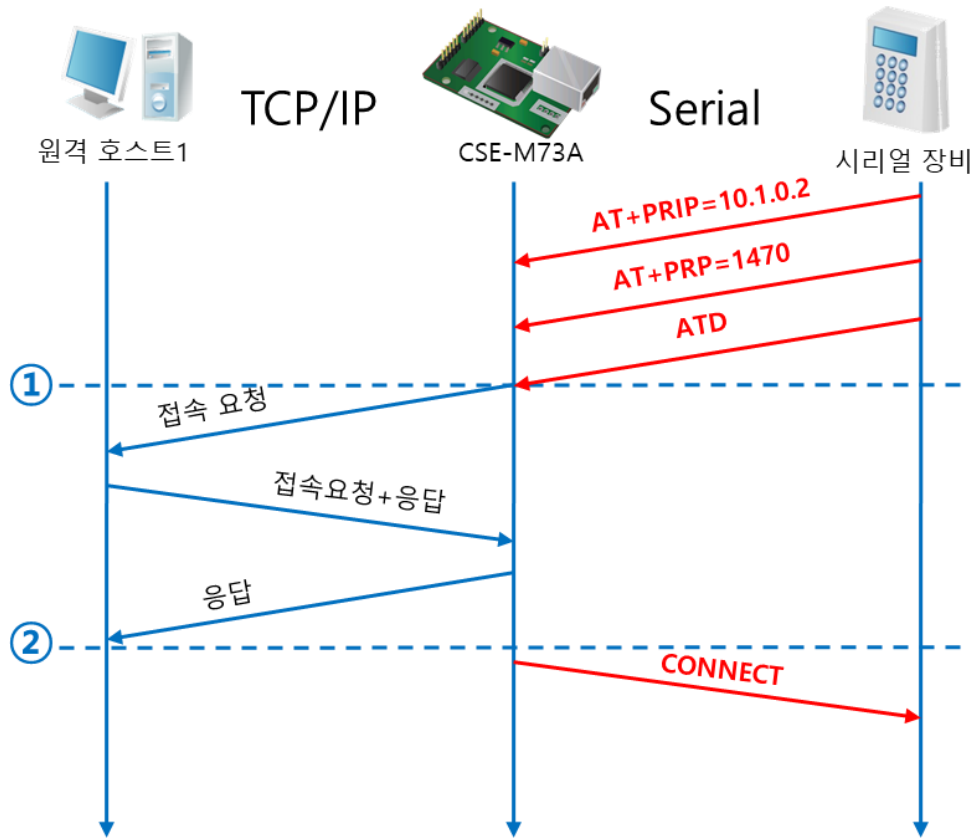 TCP/IP
Serial
원격 호스트1
CSE-M73A
시리얼 장비
AT+PRIP=10.1.0.2
AT+PRP=1470
ATD
①
접속 요청
접속요청+응답
응답
②
CONNECT